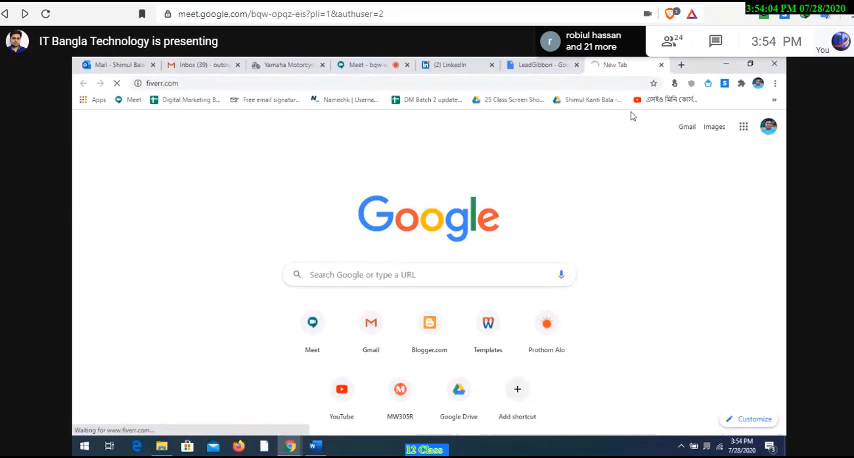 meet.google.com/bqw-opqz-eis?pli=1&authuser=2
3:54:04 PM 07/28/2020
IT Bangla Technology is presenting
r
robiul hassan
and 21 more
24
3:54 PM
You
Mail - Shimul Bala
Inbox (39) - outso
Yamaha Motorcyc
Meet - bqw-o
LinkedIn
LeadGibbon - Goo
New Tab
fiverr.com
Apps
Meet
Digital Marketing B...
Free email signatur...
Namechk | Userna...
DM Batch 2 update...
25 Class Screen Sho...
Shimul Kanti Bala -...
এসইও মিনি কোর্স...
»
Gmail
Images
Google
Search Google or type a URL
Meet
Gmail
Blogger.com
Templates
Prothom Alo
YouTube
MW305R
Google Drive
Add shortcut
Customize
Waiting for www.fiverr.com...
12 Class
3:54 PM
7/28/2020